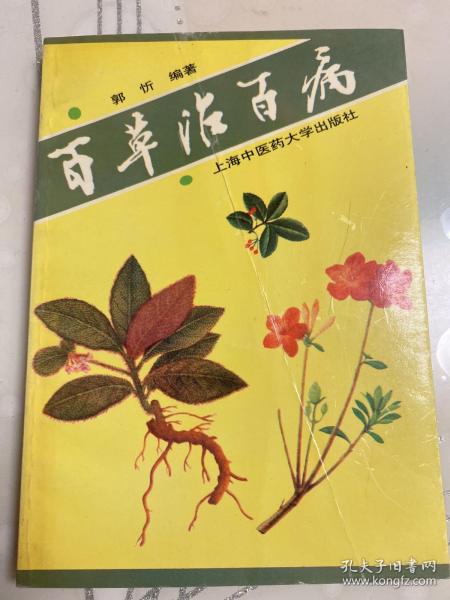 郭忻 编著
百草治百病
上海中医药大学出版社
孔夫子旧书网
www.kongfz.com